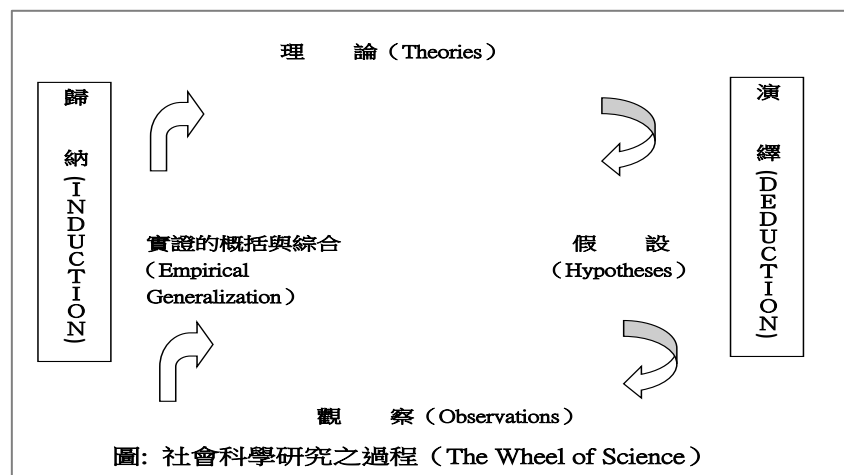 理 論（Theories）
歸 納(INDUCTION)
演 繹(DEDUCTION)
實證的概括與綜合
（Empirical
Generalization）
假 設
（Hypotheses）
觀 察（Observations）
圖: 社會科學研究之過程（The Wheel of Science）